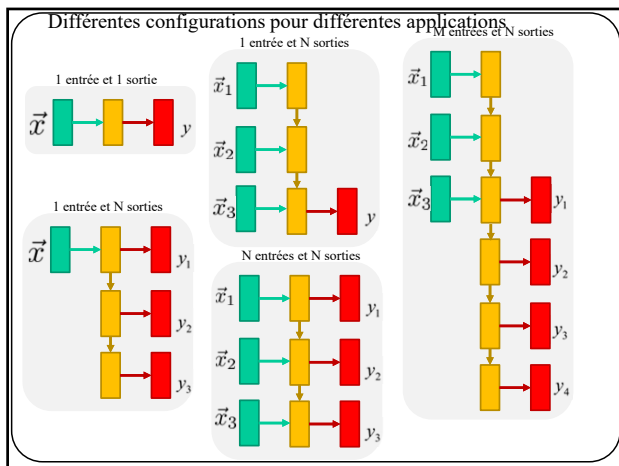 Différentes configurations pour différentes applications
1 entrée et 1 sortie
x⃗
y
1 entrée et N sorties
x⃗1
x⃗2
x⃗3
y
M entrées et N sorties
x⃗1
x⃗2
x⃗3
y1
y2
y3
y4
1 entrée et N sorties
x⃗
y1
y2
y3
N entrées et N sorties
x⃗1
x⃗2
x⃗3
y1
y2
y3